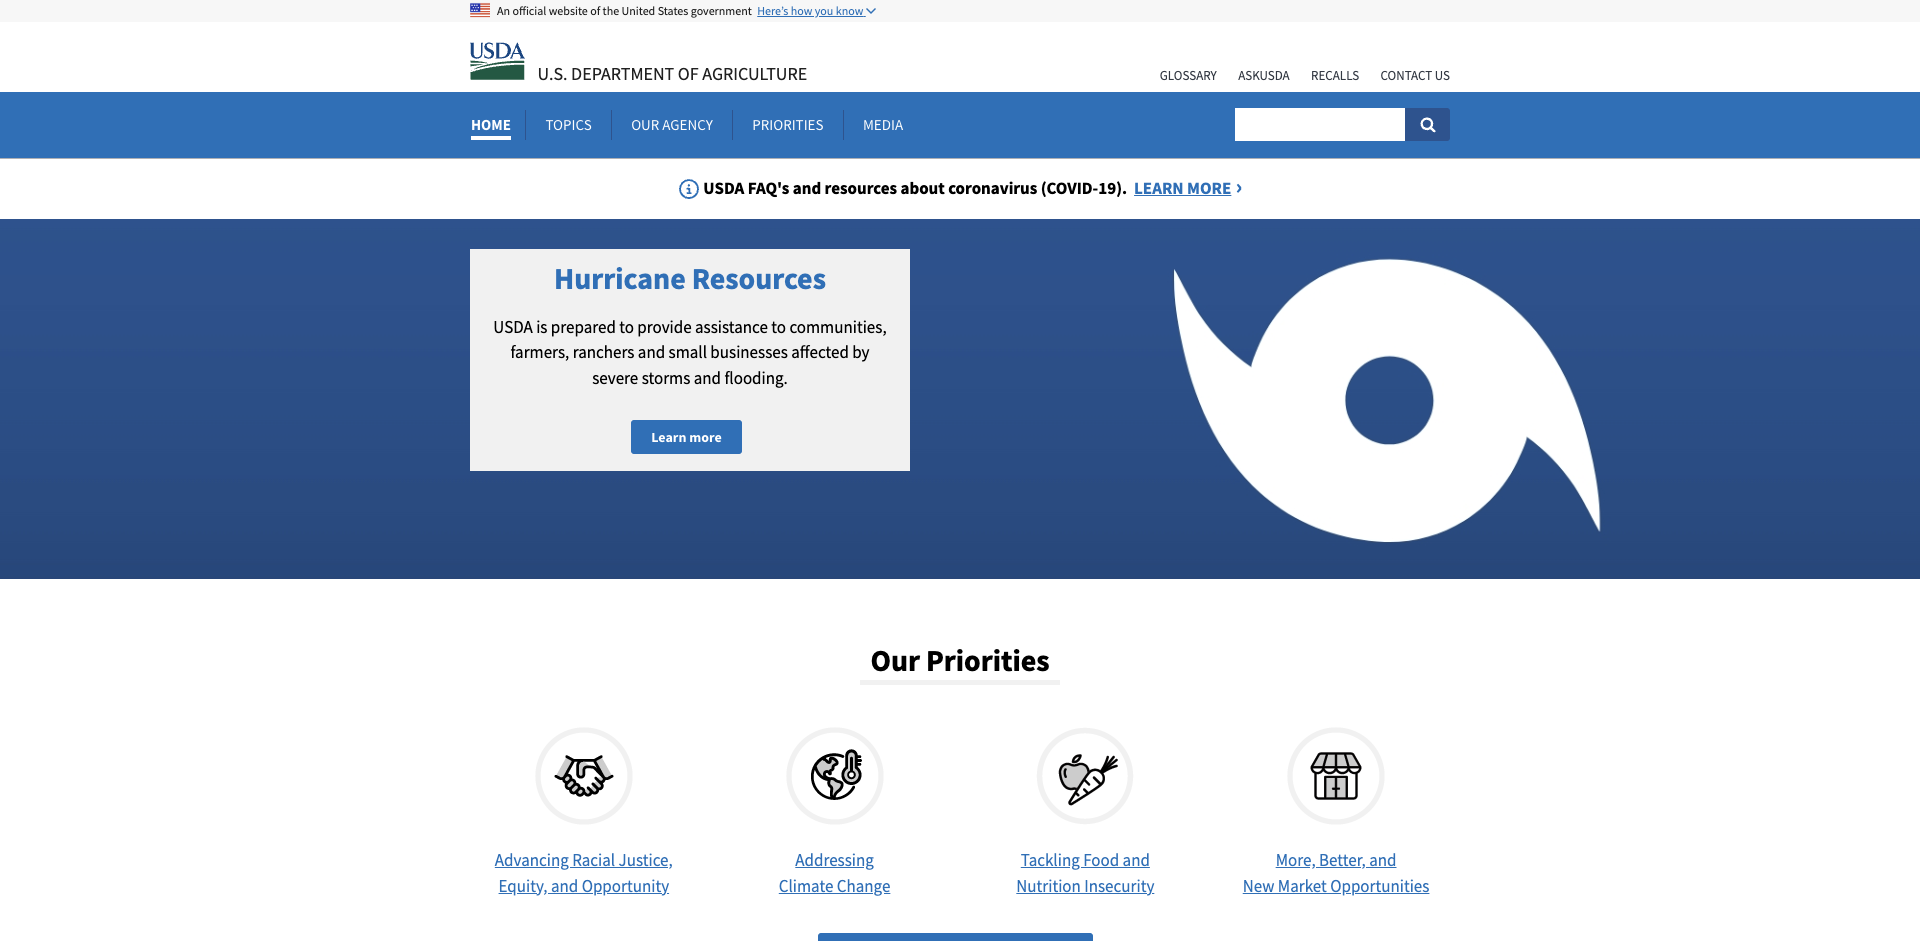 An official website of the United States government Here's how you know
USDA
U.S. DEPARTMENT OF AGRICULTURE
GLOSSARY ASKUSDA RECALLS CONTACT US
HOME TOPICS OUR AGENCY PRIORITIES MEDIA
USDA FAQ's and resources about coronavirus (COVID-19). LEARN MORE ›
Hurricane Resources
USDA is prepared to provide assistance to communities,
farmers, ranchers and small businesses affected by
severe storms and flooding.
Learn more
Our Priorities
Advancing Racial Justice,
Equity, and Opportunity
Addressing
Climate Change
Tackling Food and
Nutrition Insecurity
More, Better, and
New Market Opportunities